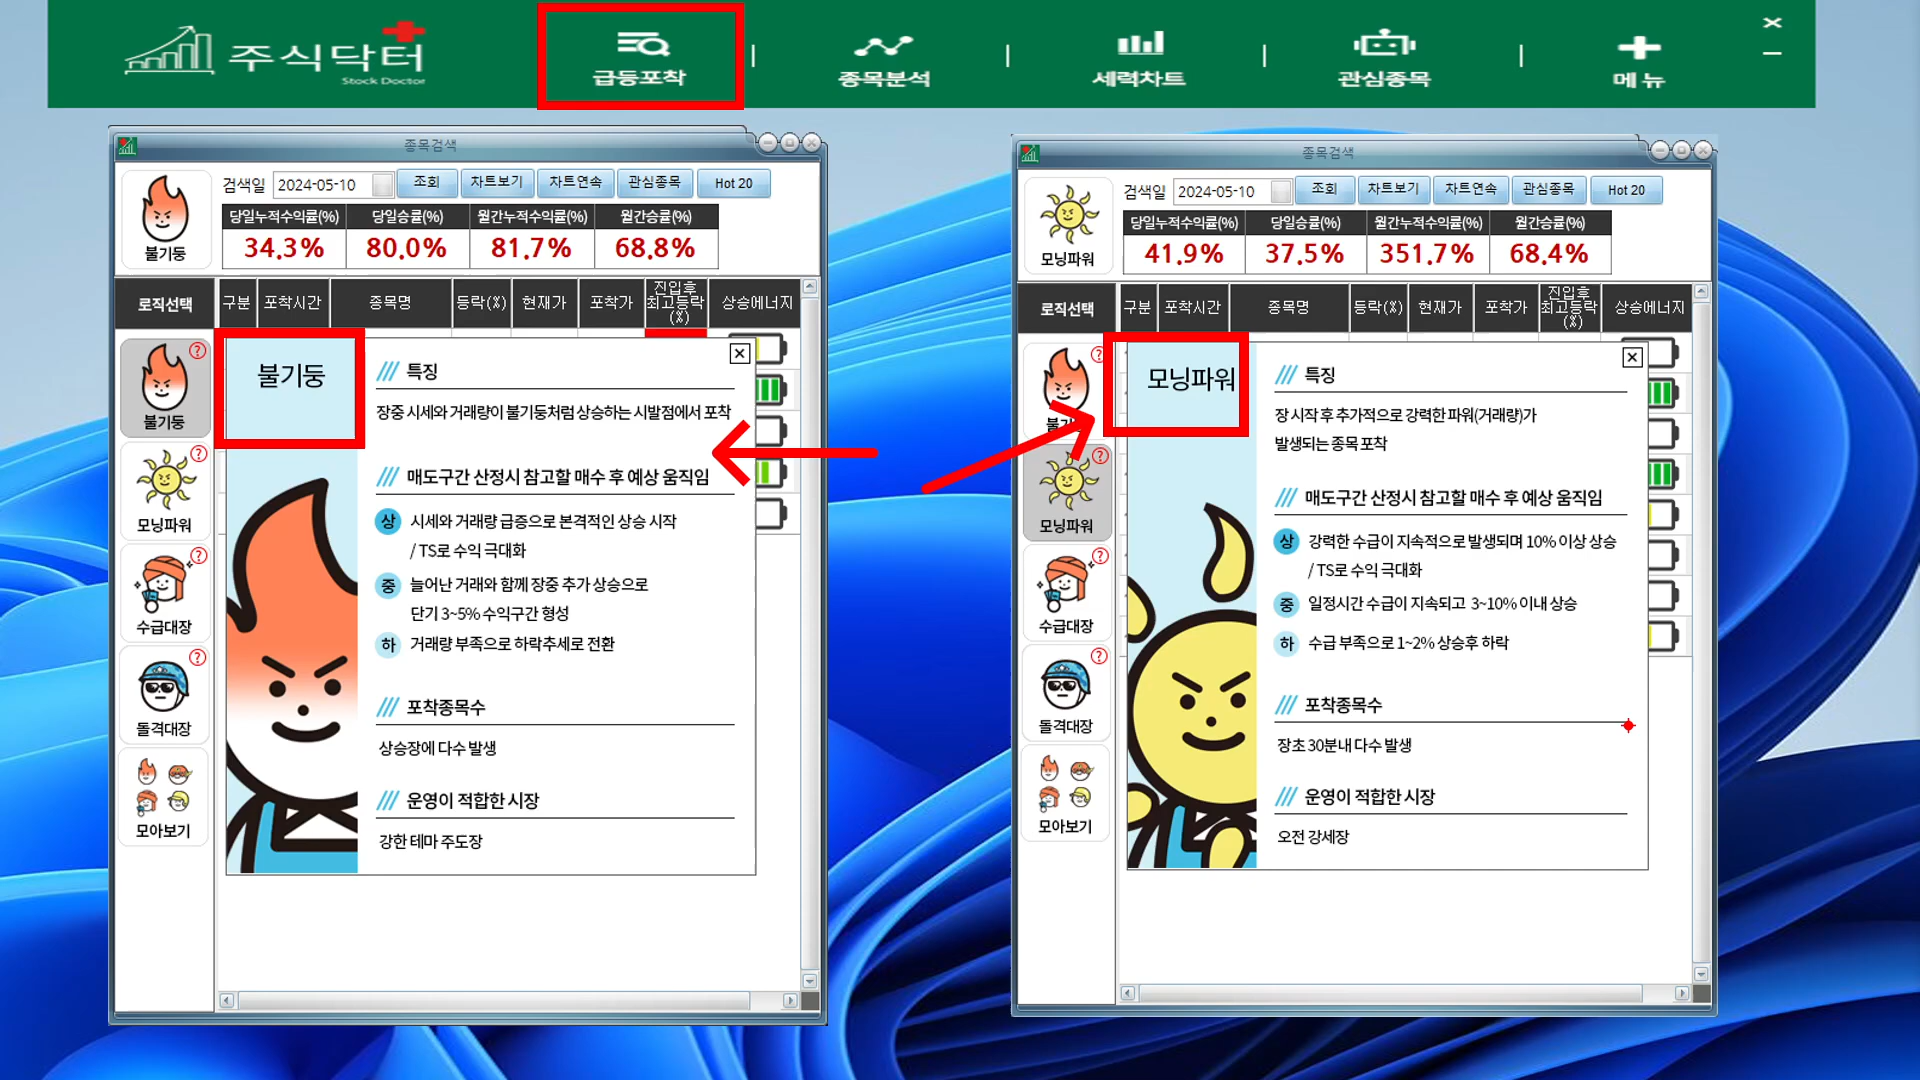 주식닥터
Stock Doctor
급등포착
종목분석
세력차트
관심종목
메뉴
종목검색
불기둥
검색일 2024-05-10 조회 차트보기 차트연속 관심종목 Hot 20
당일누적수익률(%) 당일승률(%) 월간누적수익률(%) 월간승률(%)
34.3% 80.0% 81.7% 68.8%
로직선택 구분 포착시간 종목명 등락(%) 현재가 포착가 진입후 최고등락 (%) 상승에너지
불기둥
모닝파워
수급대장
돌격대장
모아보기
불기둥
/// 특징
장중 시세와 거래량이 불기둥처럼 상승하는 시발점에서 포착
/// 매도구간 산정시 참고할 매수 후 예상 움직임
상 시세와 거래량 급증으로 본격적인 상승 시작
/ TS로 수익 극대화
중 늘어난 거래와 함께 장중 추가 상승으로
단기 3~5% 수익구간 형성
하 거래량 부족으로 하락추세로 전환
/// 포착종목수
상승장에 다수 발생
/// 운영이 적합한 시장
강한 테마 주도장
종목검색
모닝파워
검색일 2024-05-10 조회 차트보기 차트연속 관심종목 Hot 20
당일누적수익률(%) 당일승률(%) 월간누적수익률(%) 월간승률(%)
41.9% 37.5% 351.7% 68.4%
로직선택 구분 포착시간 종목명 등락(%) 현재가 포착가 진입후 최고등락 (%) 상승에너지
모닝파워
수급대장
돌격대장
모아보기
모닝파워
/// 특징
장 시작 후 추가적으로 강력한 파워(거래량)가
발생되는 종목 포착
/// 매도구간 산정시 참고할 매수 후 예상 움직임
상 강력한 수급이 지속적으로 발생되며 10% 이상 상승
/ TS로 수익 극대화
중 일정시간 수급이 지속되고 3~10% 이내 상승
하 수급 부족으로 1~2% 상승후 하락
/// 포착종목수
장초 30분내 다수 발생
/// 운영이 적합한 시장
오전 강세장